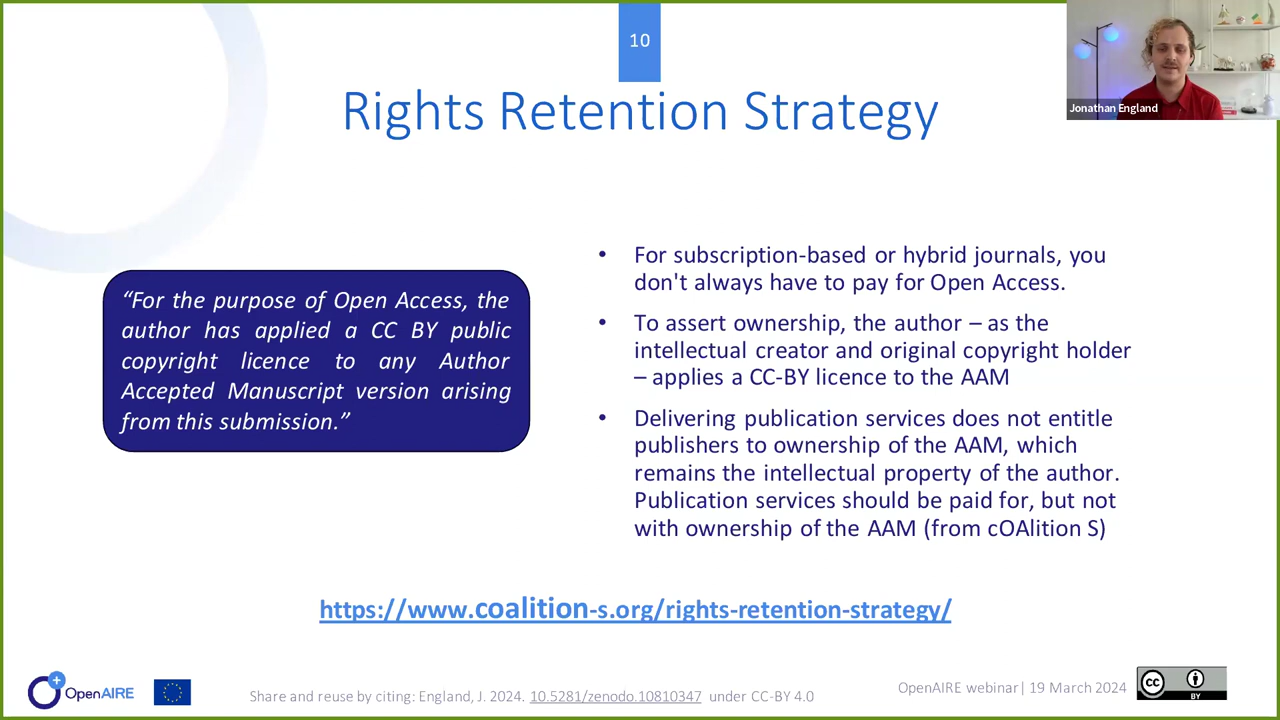 10
Jonathan England
Rights Retention Strategy
“For the purpose of Open Access, the
author has applied a CC BY public
copyright licence to any Author
Accepted Manuscript version arising
from this submission.”
• For subscription-based or hybrid journals, you
don't always have to pay for Open Access.
• To assert ownership, the author – as the
intellectual creator and original copyright holder
– applies a CC-BY licence to the AAM
• Delivering publication services does not entitle
publishers to ownership of the AAM, which
remains the intellectual property of the author.
Publication services should be paid for, but not
with ownership of the AAM (from cOAlition S)
https://www.coalition-s.org/rights-retention-strategy/
OpenAIRE
Share and reuse by citing: England, J. 2024. 10.5281/zenodo.10810347 under CC-BY 4.0
OpenAIRE webinar| 19 March 2024
cc
BY